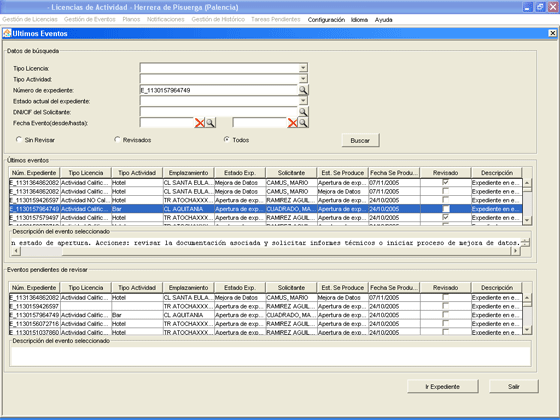 - Licencias de Actividad - Herrera de Pisuerga (Palencia)
Gestión de Licencias Gestión de Eventos Planos Notificaciones Gestión de Histórico Tareas Pendientes Configuración Idioma Ayuda
Ultimos Eventos
Datos de búsqueda
Tipo Licencia:
Tipo Actividad:
Número de expediente: E_1130157964749
Estado actual del expediente:
DNI/CIF del Solicitante:
Fecha Evento(desde/hasta):
Sin Revisar Revisados Todos Buscar
Últimos eventos
Núm. Expediente Tipo Licencia Tipo Actividad Emplazamiento Estado Exp. Solicitante Est. Se Produce Fecha Se Produ... Revisado Descripción
E_1131364862082 Actividad Calific... Hotel CL SANTA EULA... Mejora de Datos CAMUS, MARIO Apertura de exp... 07/11/2005 Expediente en e...
E_1131364862082 Actividad Calific... Hotel CL SANTA EULA... Mejora de Datos CAMUS, MARIO Mejora de Datos 07/11/2005 Expediente en e...
E_1130159426597 Actividad NO Cal... Hotel TR ATOCHAXXX... Apertura de exp... RAMIREZ AGUIL... Apertura de exp... 24/10/2005 Expediente en e...
E_1130157964749 Actividad Calific... Bar CL AQUITANIA Apertura de exp... CUADRADO, MA... Apertura de exp... 24/10/2005 Expediente en e...
E_1130157579497 Actividad Calific... Hotel TR ATOCHAXXX... Mejora de Datos RAMIREZ AGUIL... Apertura de exp... 24/10/2005 Expediente en e...
Descripción del evento seleccionado
n estado de apertura. Acciones: revisar la documentación asociada y solicitar informes técnicos o iniciar proceso de mejora de datos.
Eventos pendientes de revisar
Núm. Expediente Tipo Licencia Tipo Actividad Emplazamiento Estado Exp. Solicitante Est. Se Produce Fecha Se Produ... Revisado Descripción
E_1131364862082 Actividad Calific... Hotel CL SANTA EULA... Mejora de Datos CAMUS, MARIO Mejora de Datos 07/11/2005 Expediente en e...
E_1130159426597 TR ATOCHAXXX... Apertura de exp... RAMIREZ AGUIL... Apertura de exp... 24/10/2005 Expediente en e...
E_1130157964749 Actividad Calific... Bar CL AQUITANIA Apertura de exp... CUADRADO, MA... Apertura de exp... 24/10/2005 Expediente en e...
E_1130156072716 TR ATOCHAXXX... Apertura de exp... RAMIREZ AGUIL... Apertura de exp... 24/10/2005 Expediente en e...
E_1130151037860 Actividad Calific... Hotel TR ATOCHAXXX... Apertura de exp... RAMIREZ AGUIL... Apertura de exp... 24/10/2005 Expediente en e...
Descripción del evento seleccionado
Ir Expediente Salir